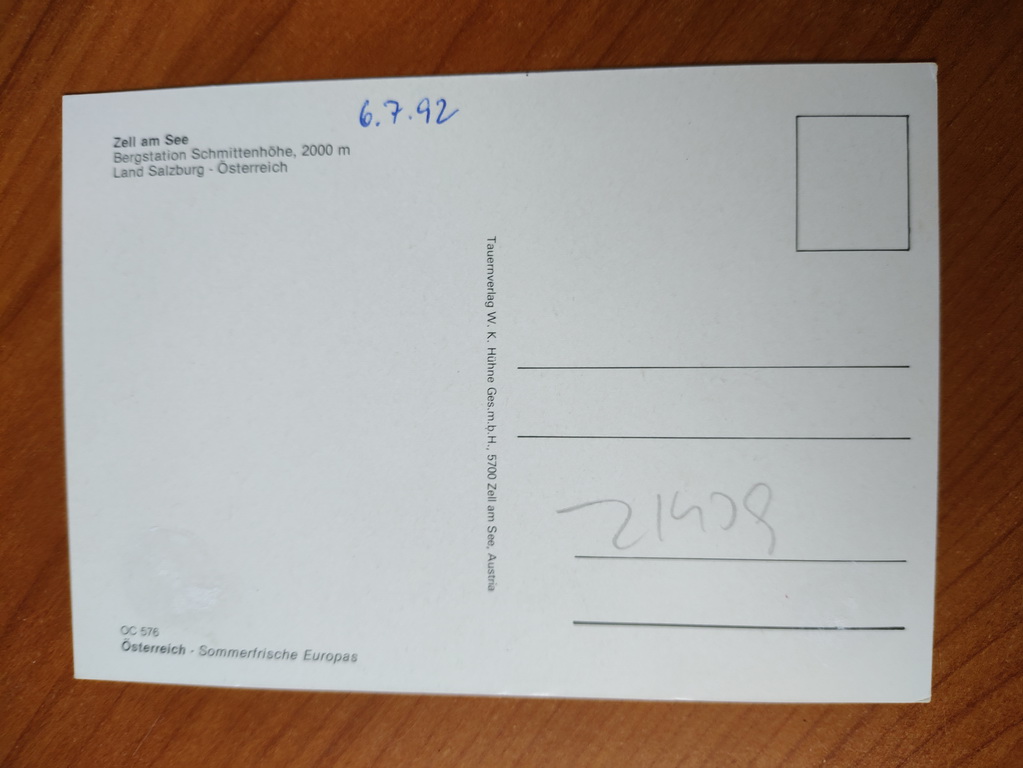 6.7.92
Zell am See
Bergstation Schmittenhöhe, 2000 m
Land Salzburg - Österreich
Tauernverlag W. K. Hühne Ges.m.b.H., 5700 Zell am See, Austria
OC 576
Österreich - Sommerfrische Europas